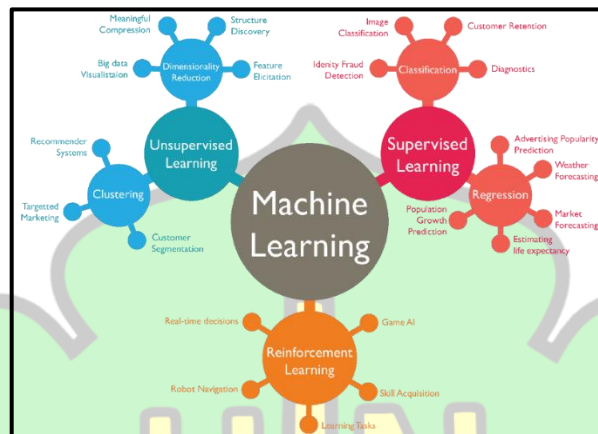 Meaningful
Compression
Structure
Discovery
Big data
Visualistaion
Dimensionality
Reduction
Feature
Elicitation
Image
Classification
Customer Retention
Idenity Fraud
Detection
Classification
Diagnostics
Recommender
Systems
Unsupervised
Learning
Clustering
Targetted
Marketing
Customer
Segmentation
Supervised
Learning
Advertising Popularity
Prediction
Weather
Forecasting
Regression
Population
Growth
Prediction
Market
Forecasting
Estimating
life expectancy
Machine
Learning
Real-time decisions
Game AI
Reinforcement
Learning
Robot Navigation
Skill Acquisition
Learning Tasks